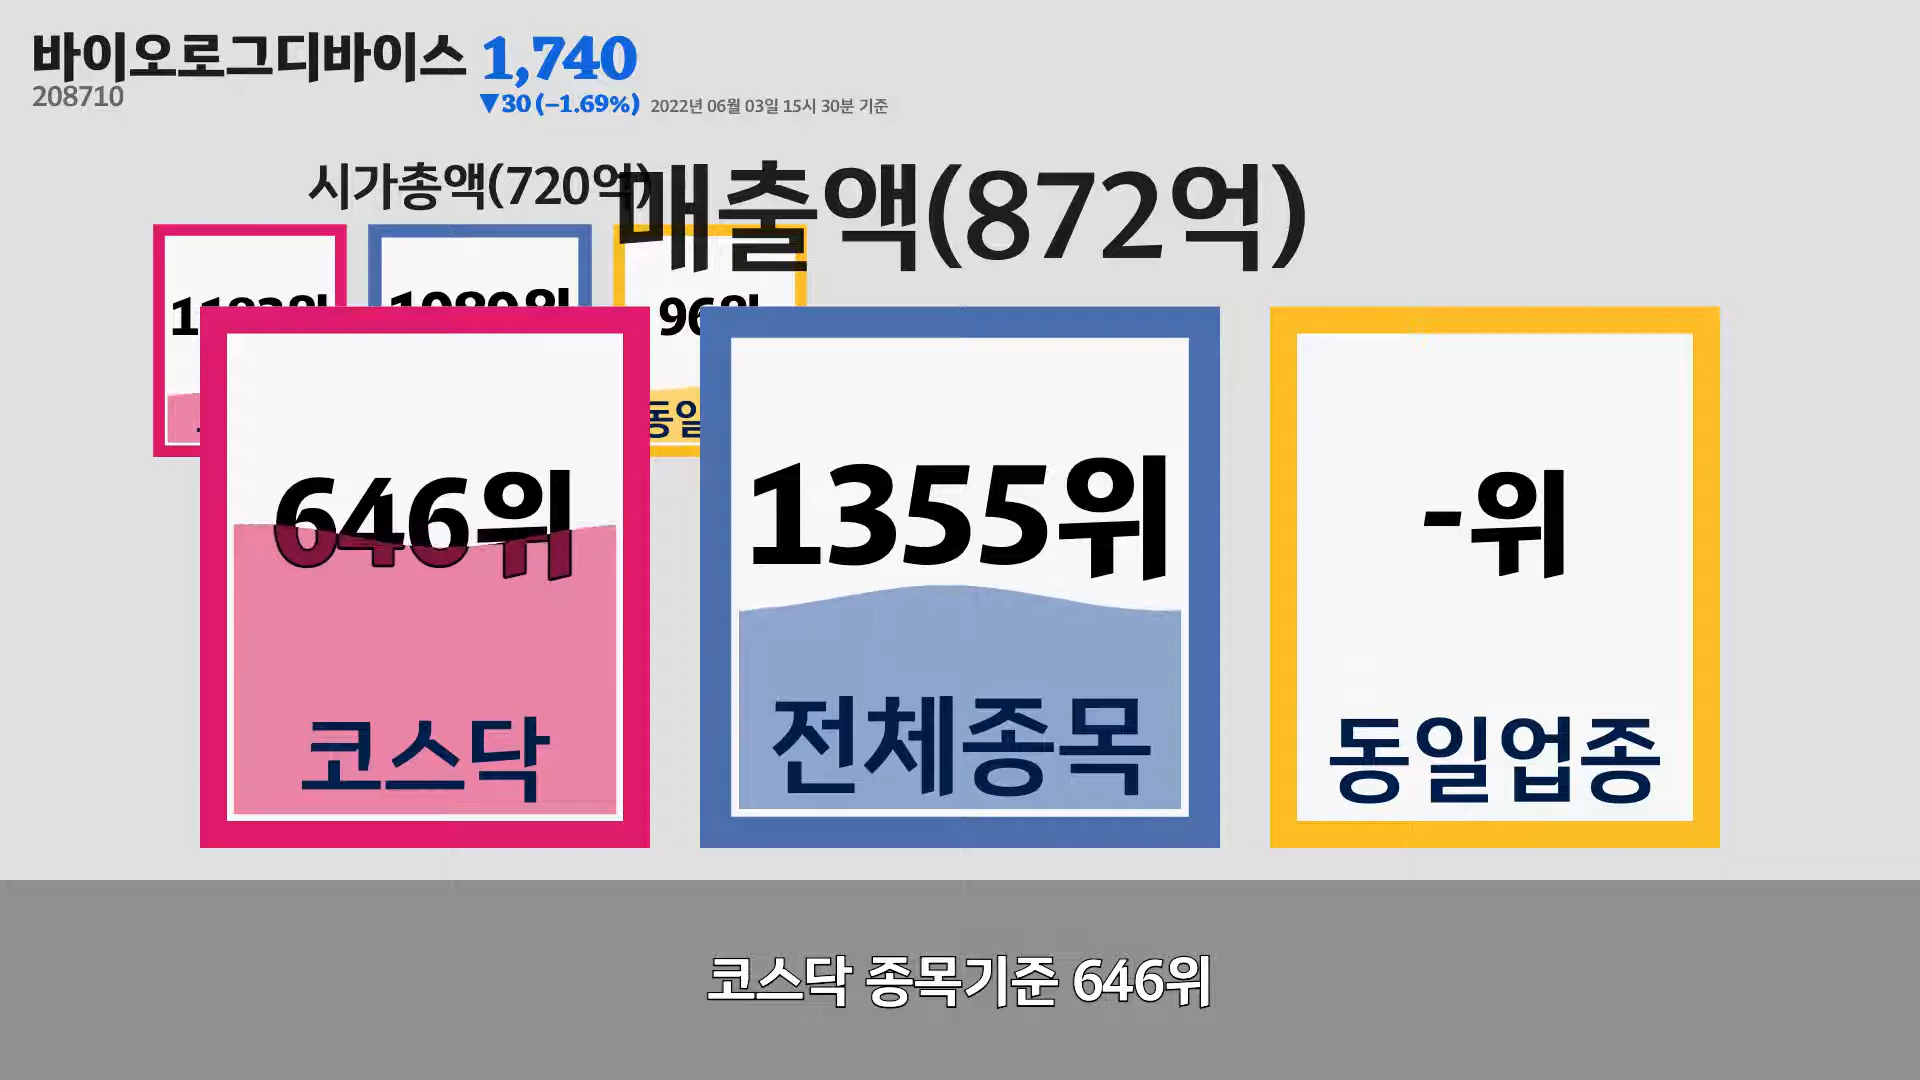 바이오로그디바이스 1,740
208710
▼30 (−1.69%) 2022년 06월 03일 15시 30분 기준
시가총액(720억)
매출액(872억)
646위
1355위
-위
코스닥
전체종목
동일업종
코스닥 종목기준 646위